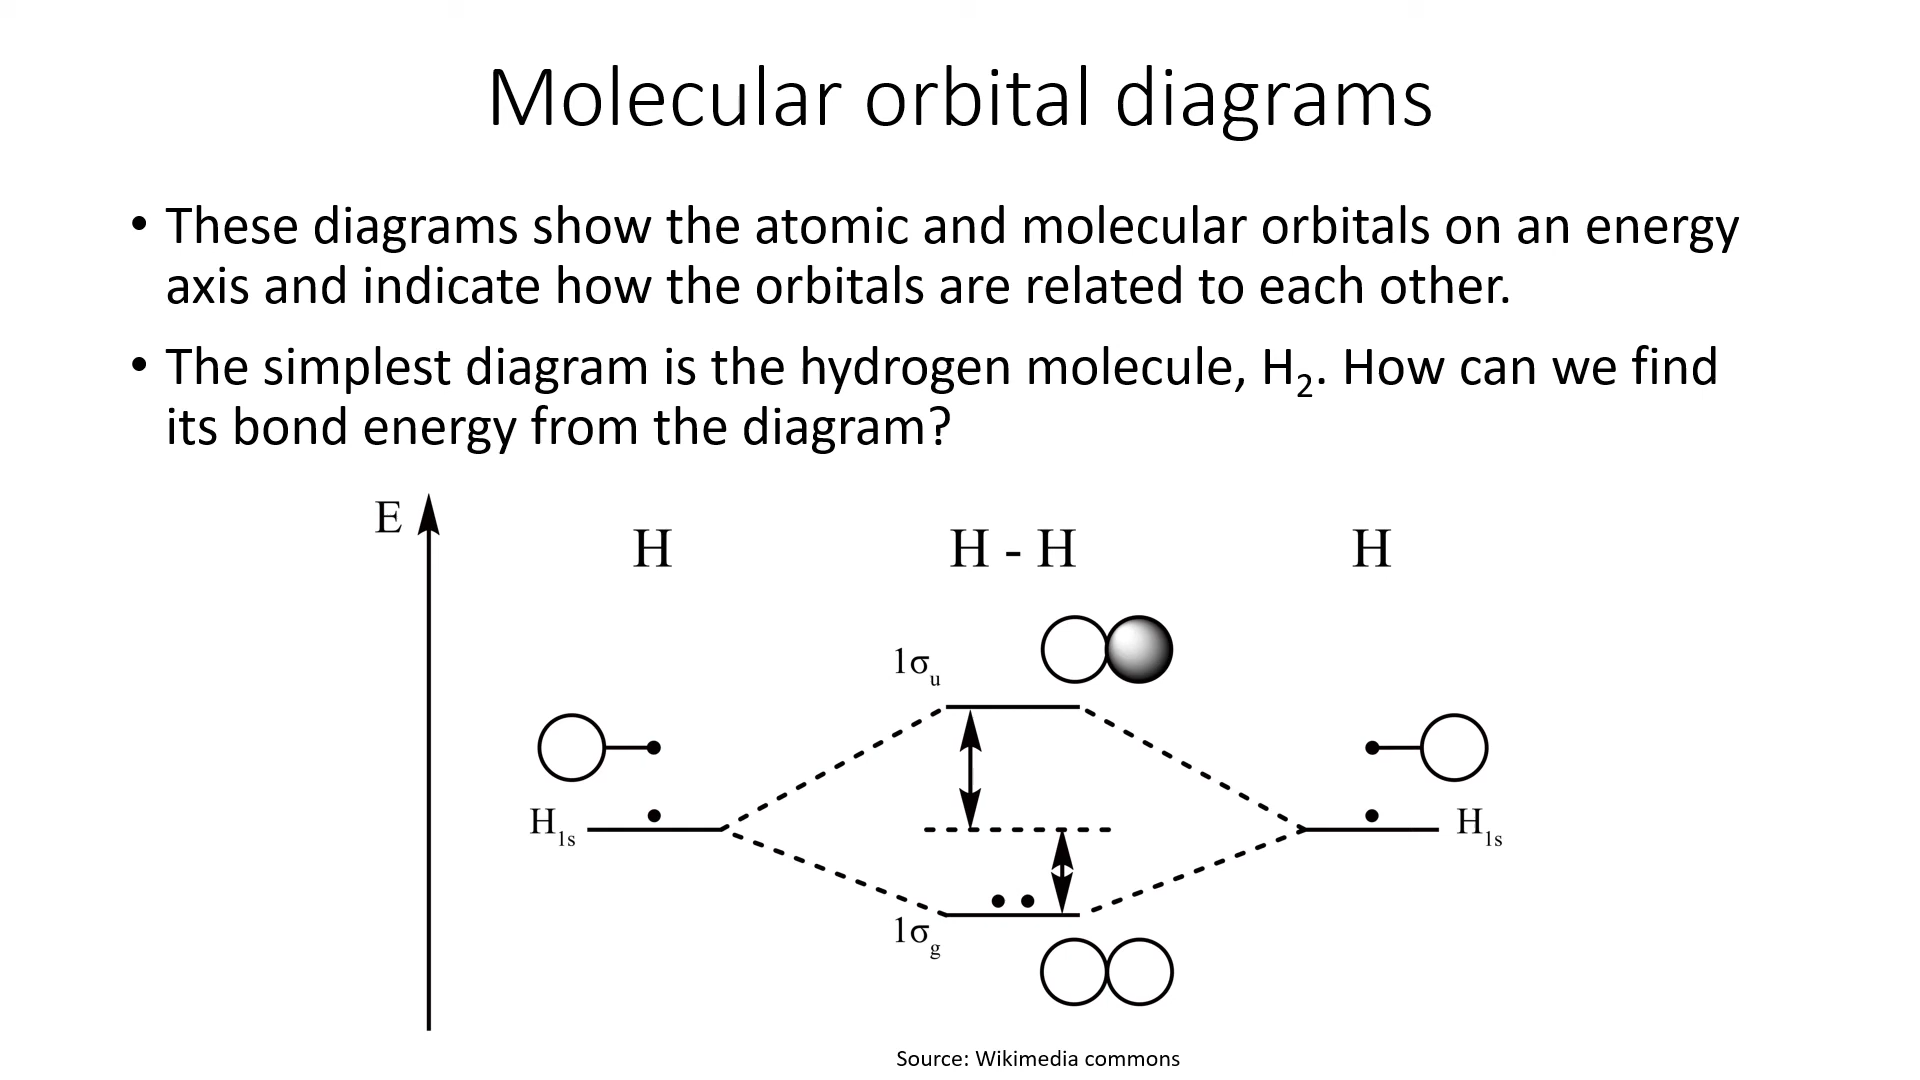 Molecular orbital diagrams
• These diagrams show the atomic and molecular orbitals on an energy
axis and indicate how the orbitals are related to each other.
• The simplest diagram is the hydrogen molecule, H₂. How can we find
its bond energy from the diagram?
E
H H - H H
1σᵤ
H₁ₛ H₁ₛ
1σg
Source: Wikimedia commons